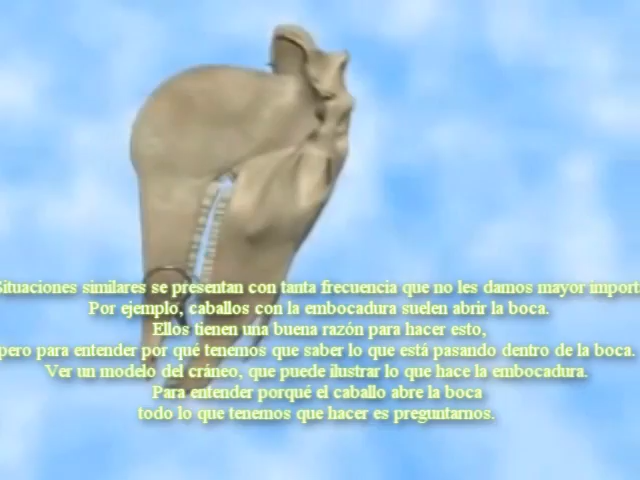 Situaciones similares se presentan con tanta frecuencia que no les damos mayor import
Por ejemplo, caballos con la embocadura suelen abrir la boca.
Ellos tienen una buena razón para hacer esto,
pero para entender por qué tenemos que saber lo que está pasando dentro de la boca.
Ver un modelo del cráneo, que puede ilustrar lo que hace la embocadura.
Para entender porqué el caballo abre la boca
todo lo que tenemos que hacer es preguntarnos.